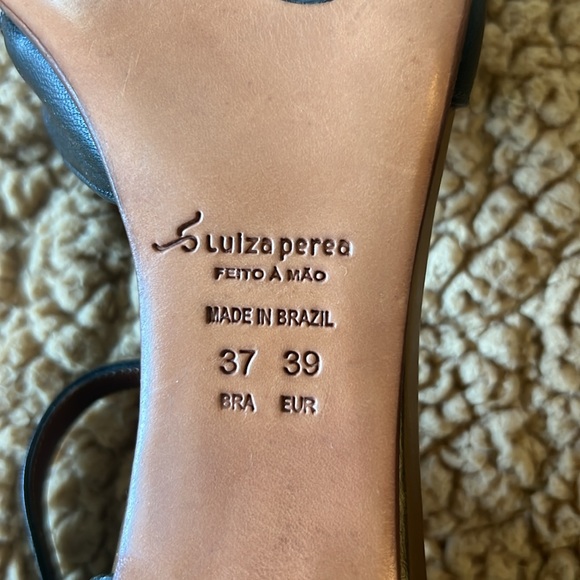 Luiza perea
FEITO À MÃO
MADE IN BRAZIL
37 39
BRA EUR